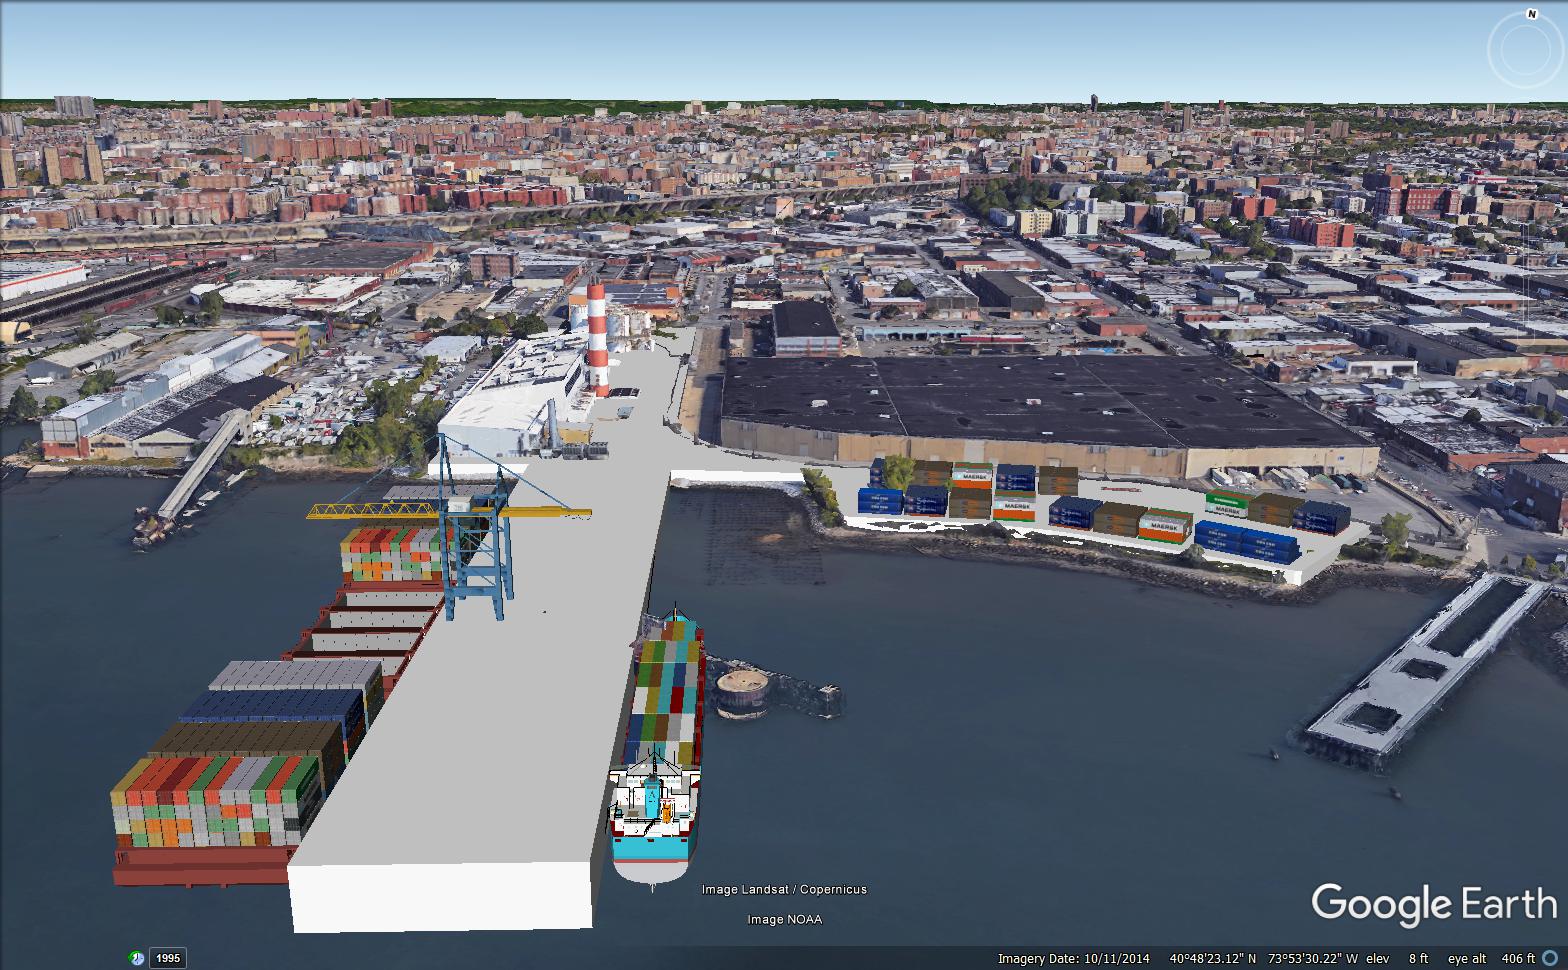 N
MAERSK
MAERSK
MAERSK
MAERSK
Image Landsat / Copernicus
Image NOAA
Google Earth
1995
Imagery Date: 10/11/2014 40°48'23.12" N 73°53'30.22" W elev 8 ft eye alt 406 ft